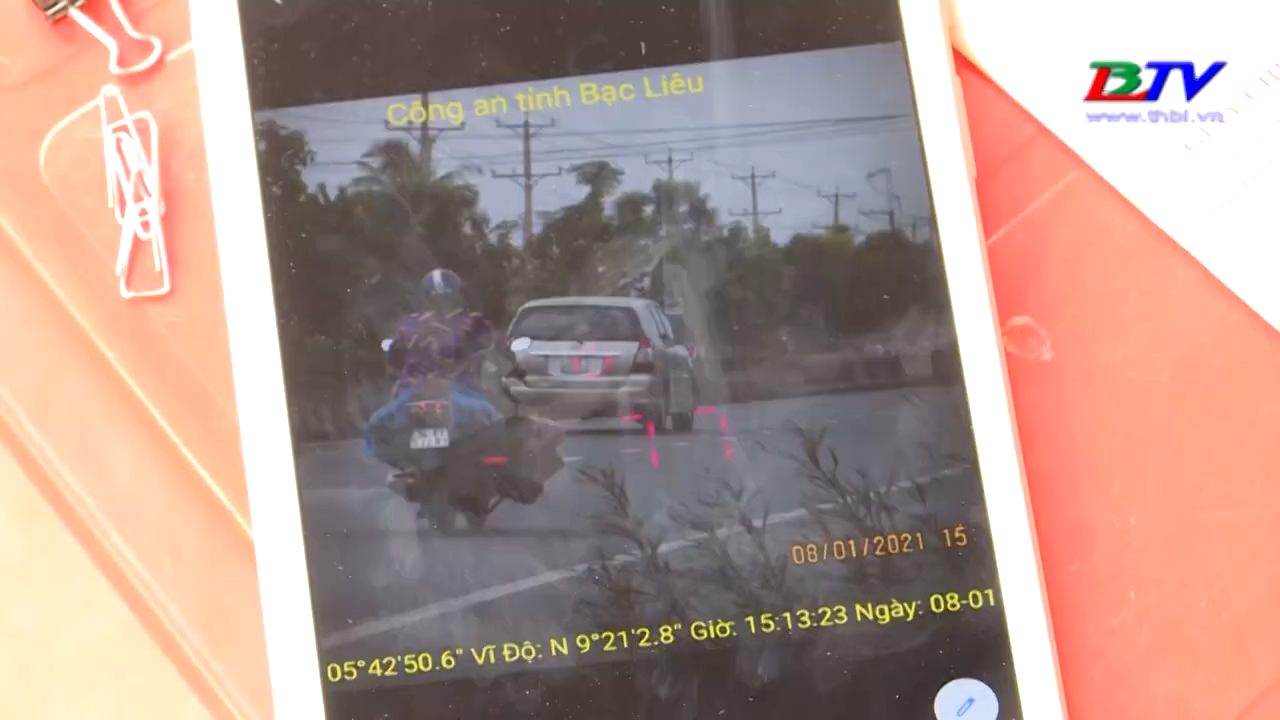 BTV
www.thbl.vn
Công an tỉnh Bạc Liêu
08/01/2021 15
05°42'50.6" Vĩ Độ: N 9°21'2.8" Giờ: 15:13:23 Ngày: 08-01